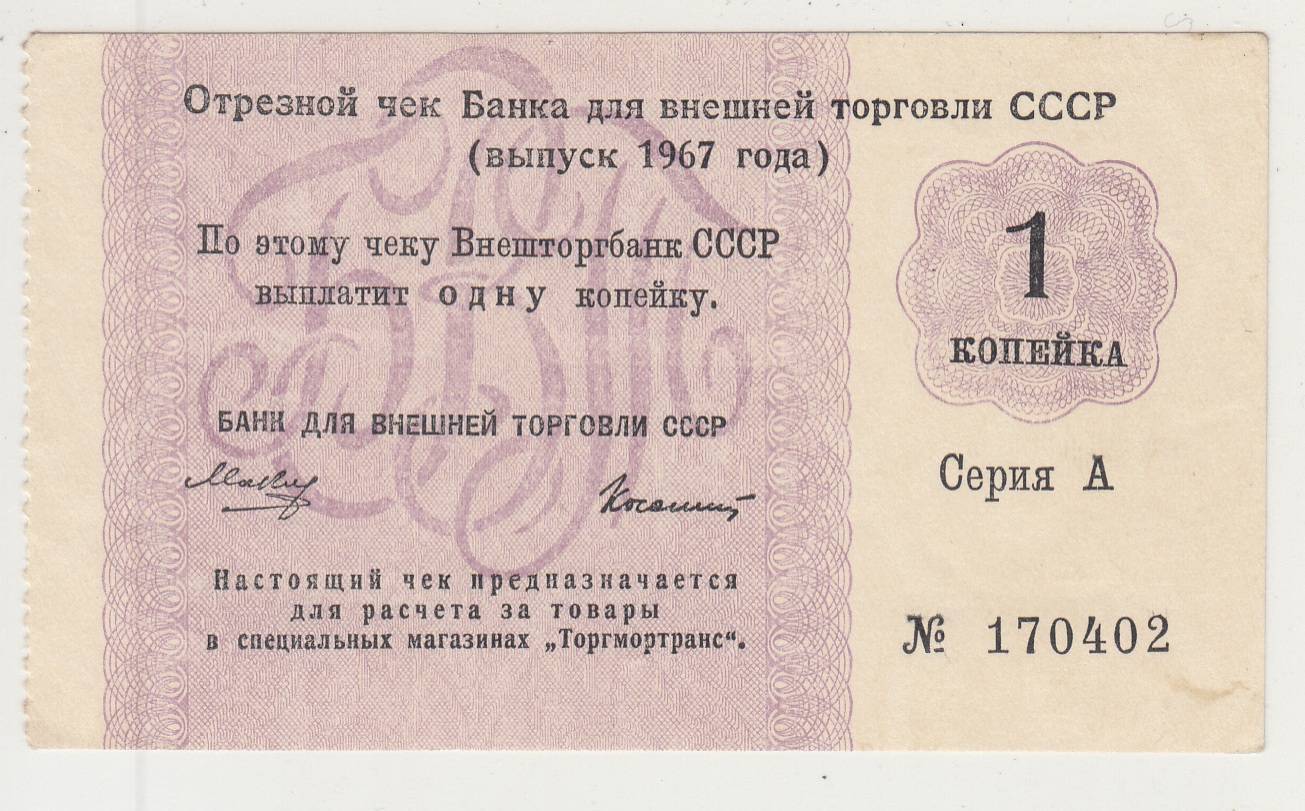 Отрезной чек Банка для внешней торговли СССР
(выпуск 1967 года)
По этому чеку Внешторгбанк СССР
выплатит одну копейку.
1
КОПЕЙКА
БАНК ДЛЯ ВНЕШНЕЙ ТОРГОВЛИ СССР
Серия А
Настоящий чек предназначается
для расчета за товары
в специальных магазинах „Торгмортранс“.
№ 170402